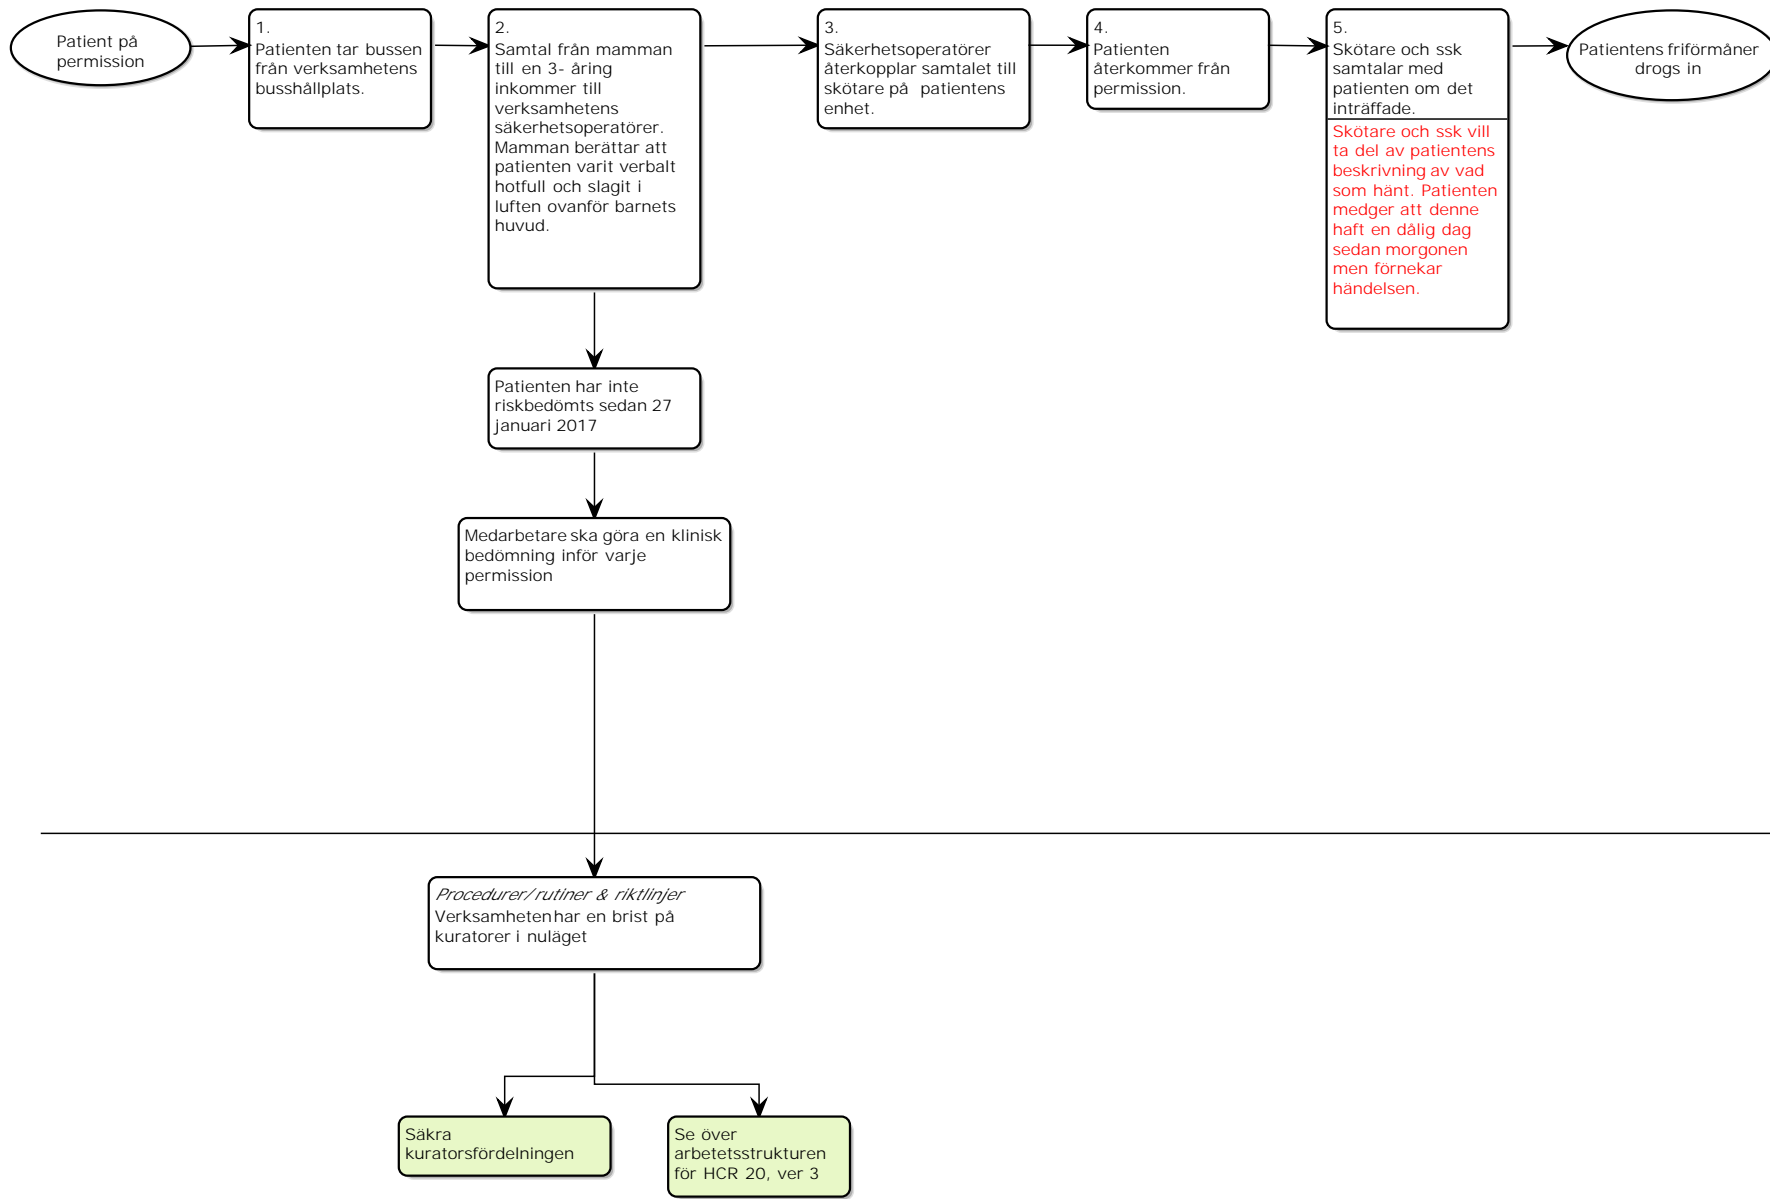 Patient på
permission
1.
Patienten tar bussen
från verksamhetens
busshållplats.
2.
Samtal från mamman
till en 3- åring
inkommer till
verksamhetens
säkerhetsoperatörer.
Mamman berättar att
patienten varit verbalt
hotfull och slagit i
luften ovanför barnets
huvud.
3.
Säkerhetsoperatörer
återkopplar samtalet till
skötare på patientens
enhet.
4.
Patienten
återkommer från
permission.
5.
Skötare och ssk
samtalar med
patienten om det
inträffade.
Skötare och ssk vill
ta del av patientens
beskrivning av vad
som hänt. Patienten
medger att denne
haft en dålig dag
sedan morgonen
men förnekar
händelsen.
Patientens friförmåner
drogs in
Patienten har inte
riskbedömts sedan 27
januari 2017
Medarbetare ska göra en klinisk
bedömning inför varje
permission
Procedurer/rutiner & riktlinjer
Verksamheten har en brist på
kuratorer i nuläget
Säkra
kuratorsfördelningen
Se över
arbetetsstrukturen
för HCR 20, ver 3